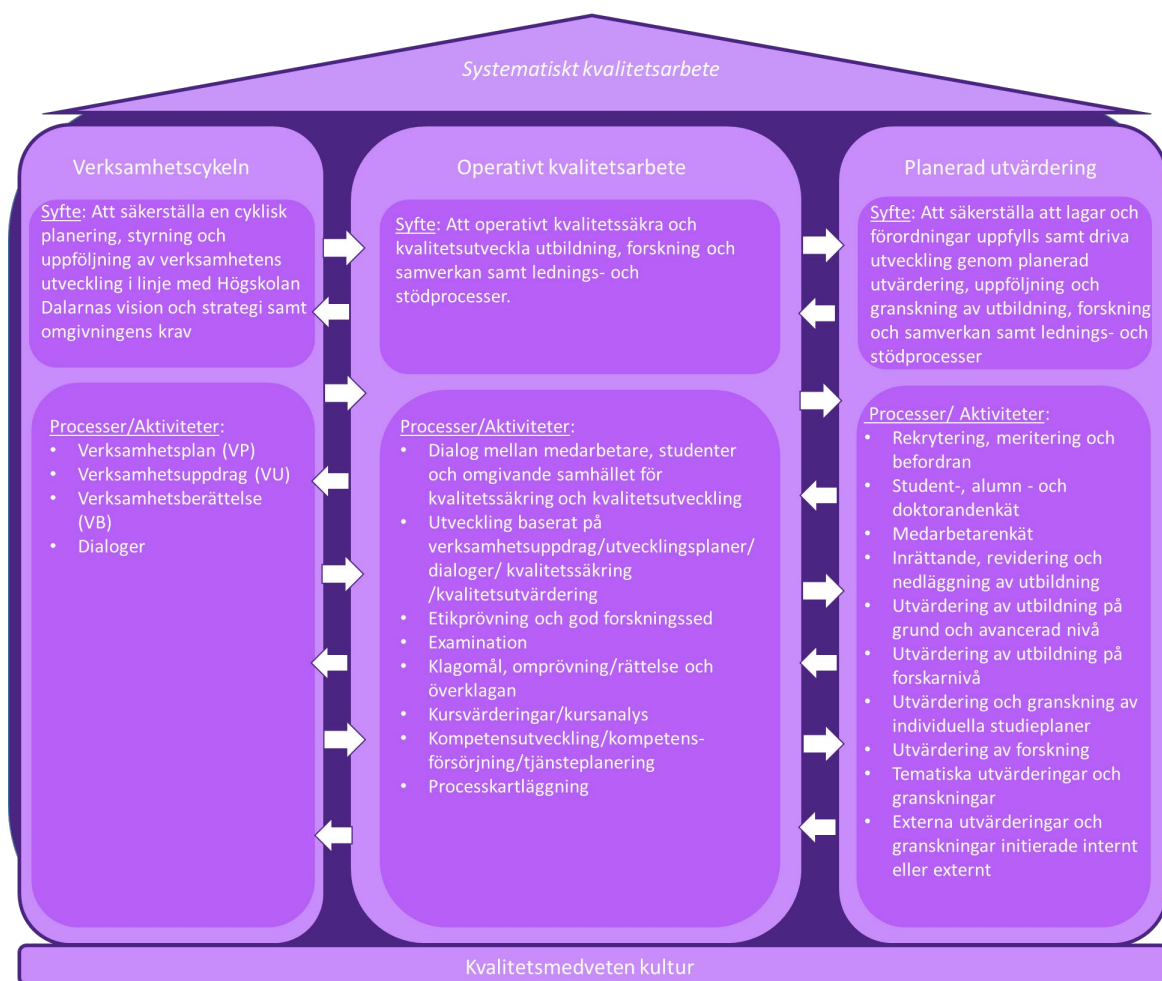 Systematiskt kvalitetsarbete
Verksamhetscykeln
Syfte: Att säkerställa en cyklisk
planering, styrning och
uppföljning av verksamhetens
utveckling i linje med Högskolan
Dalarnas vision och strategi samt
omgivningens krav
Processer/Aktiviteter:
• Verksamhetsplan (VP)
• Verksamhetsuppdrag (VU)
• Verksamhetsberättelse
(VB)
• Dialoger
Operativt kvalitetsarbete
Syfte: Att operativt kvalitetssäkra och
kvalitetsutveckla utbildning, forskning och
samverkan samt lednings- och
stödprocesser.
Processer/Aktiviteter:
• Dialog mellan medarbetare, studenter
och omgivande samhället för
kvalitetssäkring och kvalitetsutveckling
• Utveckling baserat på
verksamhetsuppdrag/utvecklingsplaner/
dialoger/ kvalitetssäkring
/kvalitetsutvärdering
• Etikprövning och god forskningssed
• Examination
• Klagomål, omprövning/rättelse och
överklagan
• Kursvärderingar/kursanalys
• Kompetensutveckling/kompetens-
försörjning/tjänsteplanering
• Processkartläggning
Planerad utvärdering
Syfte: Att säkerställa att lagar och
förordningar uppfylls samt driva
utveckling genom planerad
utvärdering, uppföljning och
granskning av utbildning, forskning
och samverkan samt lednings- och
stödprocesser
Processer/ Aktiviteter:
• Rekrytering, meritering och
befordran
• Student-, alumn - och
doktorandenkät
• Medarbetarenkät
• Inrättande, revidering och
nedläggning av utbildning
• Utvärdering av utbildning på
grund och avancerad nivå
• Utvärdering av utbildning på
forskarnivå
• Utvärdering och granskning av
individuella studieplaner
• Utvärdering av forskning
• Tematiska utvärderingar och
granskningar
• Externa utvärderingar och
granskningar initierade internt
eller externt
Kvalitetsmedveten kultur